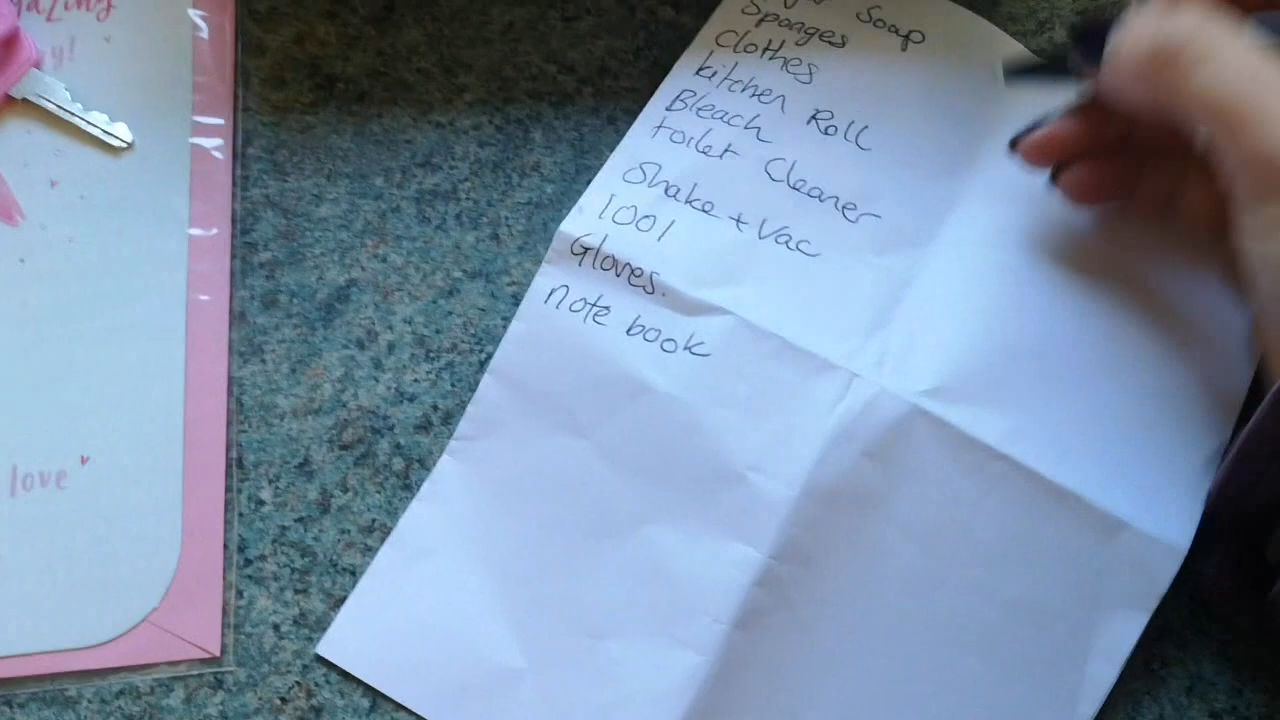 Soap
Sponges
Clothes
kitchen Roll
Bleach
toilet Cleaner
Shake + Vac
1001
Gloves.
note book
love